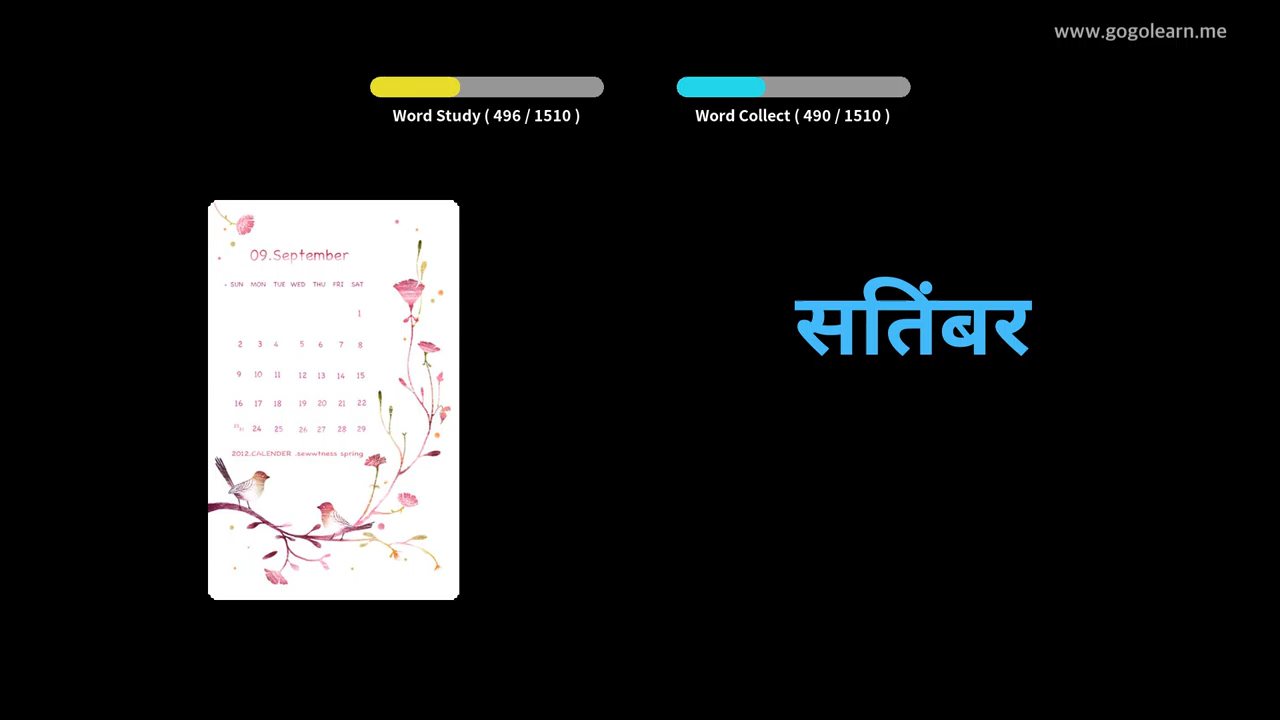 www.gogolearn.me
Word Study ( 496 / 1510 )
Word Collect ( 490 / 1510 )
09.September
SUN MON TUE WED THU FRI SAT
1
2 3 4 5 6 7 8
9 10 11 12 13 14 15
16 17 18 19 20 21 22
24 25 26 27 28 29
2012.CALENDER .sewwtness spring
सतिंबर